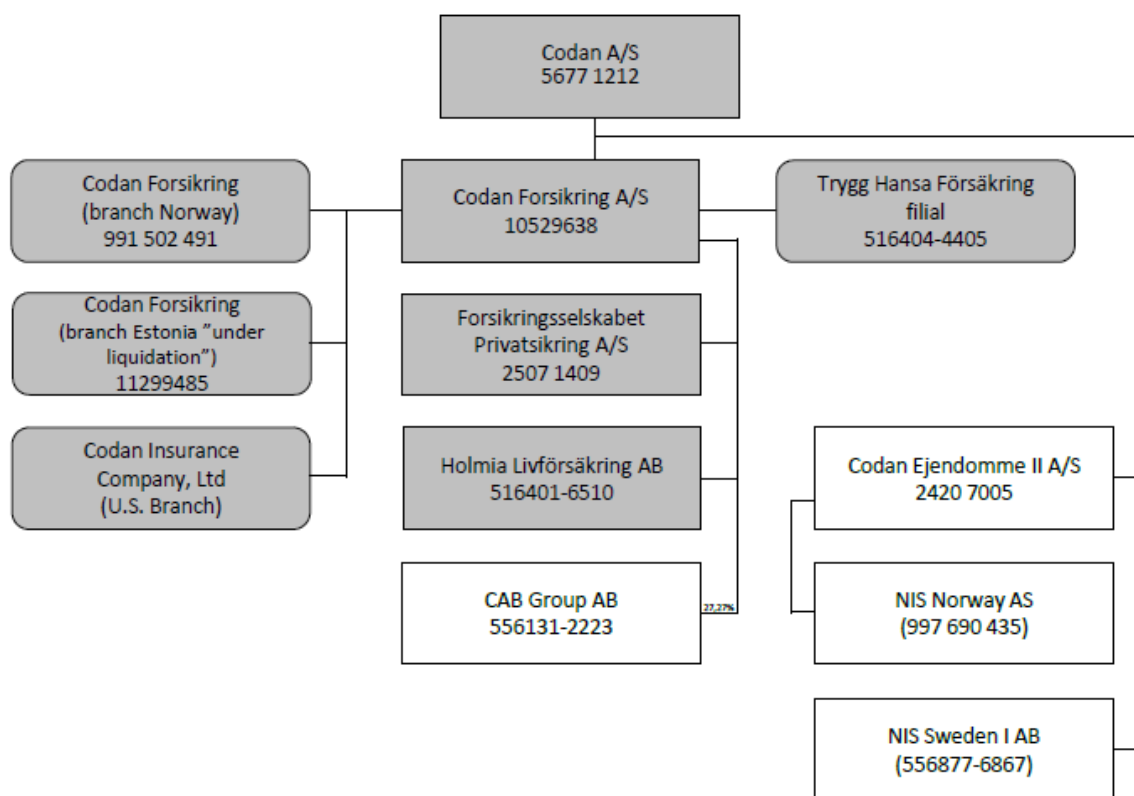 Codan A/S
5677 1212
Codan Forsikring
(branch Norway)
991 502 491
Codan Forsikring A/S
10529638
Trygg Hansa Försäkring
filial
516404-4405
Codan Forsikring
(branch Estonia ”under
liquidation”)
11299485
Forsikringsselskabet
Privatsikring A/S
2507 1409
Codan Insurance
Company, Ltd
(U.S. Branch)
Holmia Livförsäkring AB
516401-6510
Codan Ejendomme II A/S
2420 7005
CAB Group AB
556131-2223
27,27%
NIS Norway AS
(997 690 435)
NIS Sweden I AB
(556877-6867)